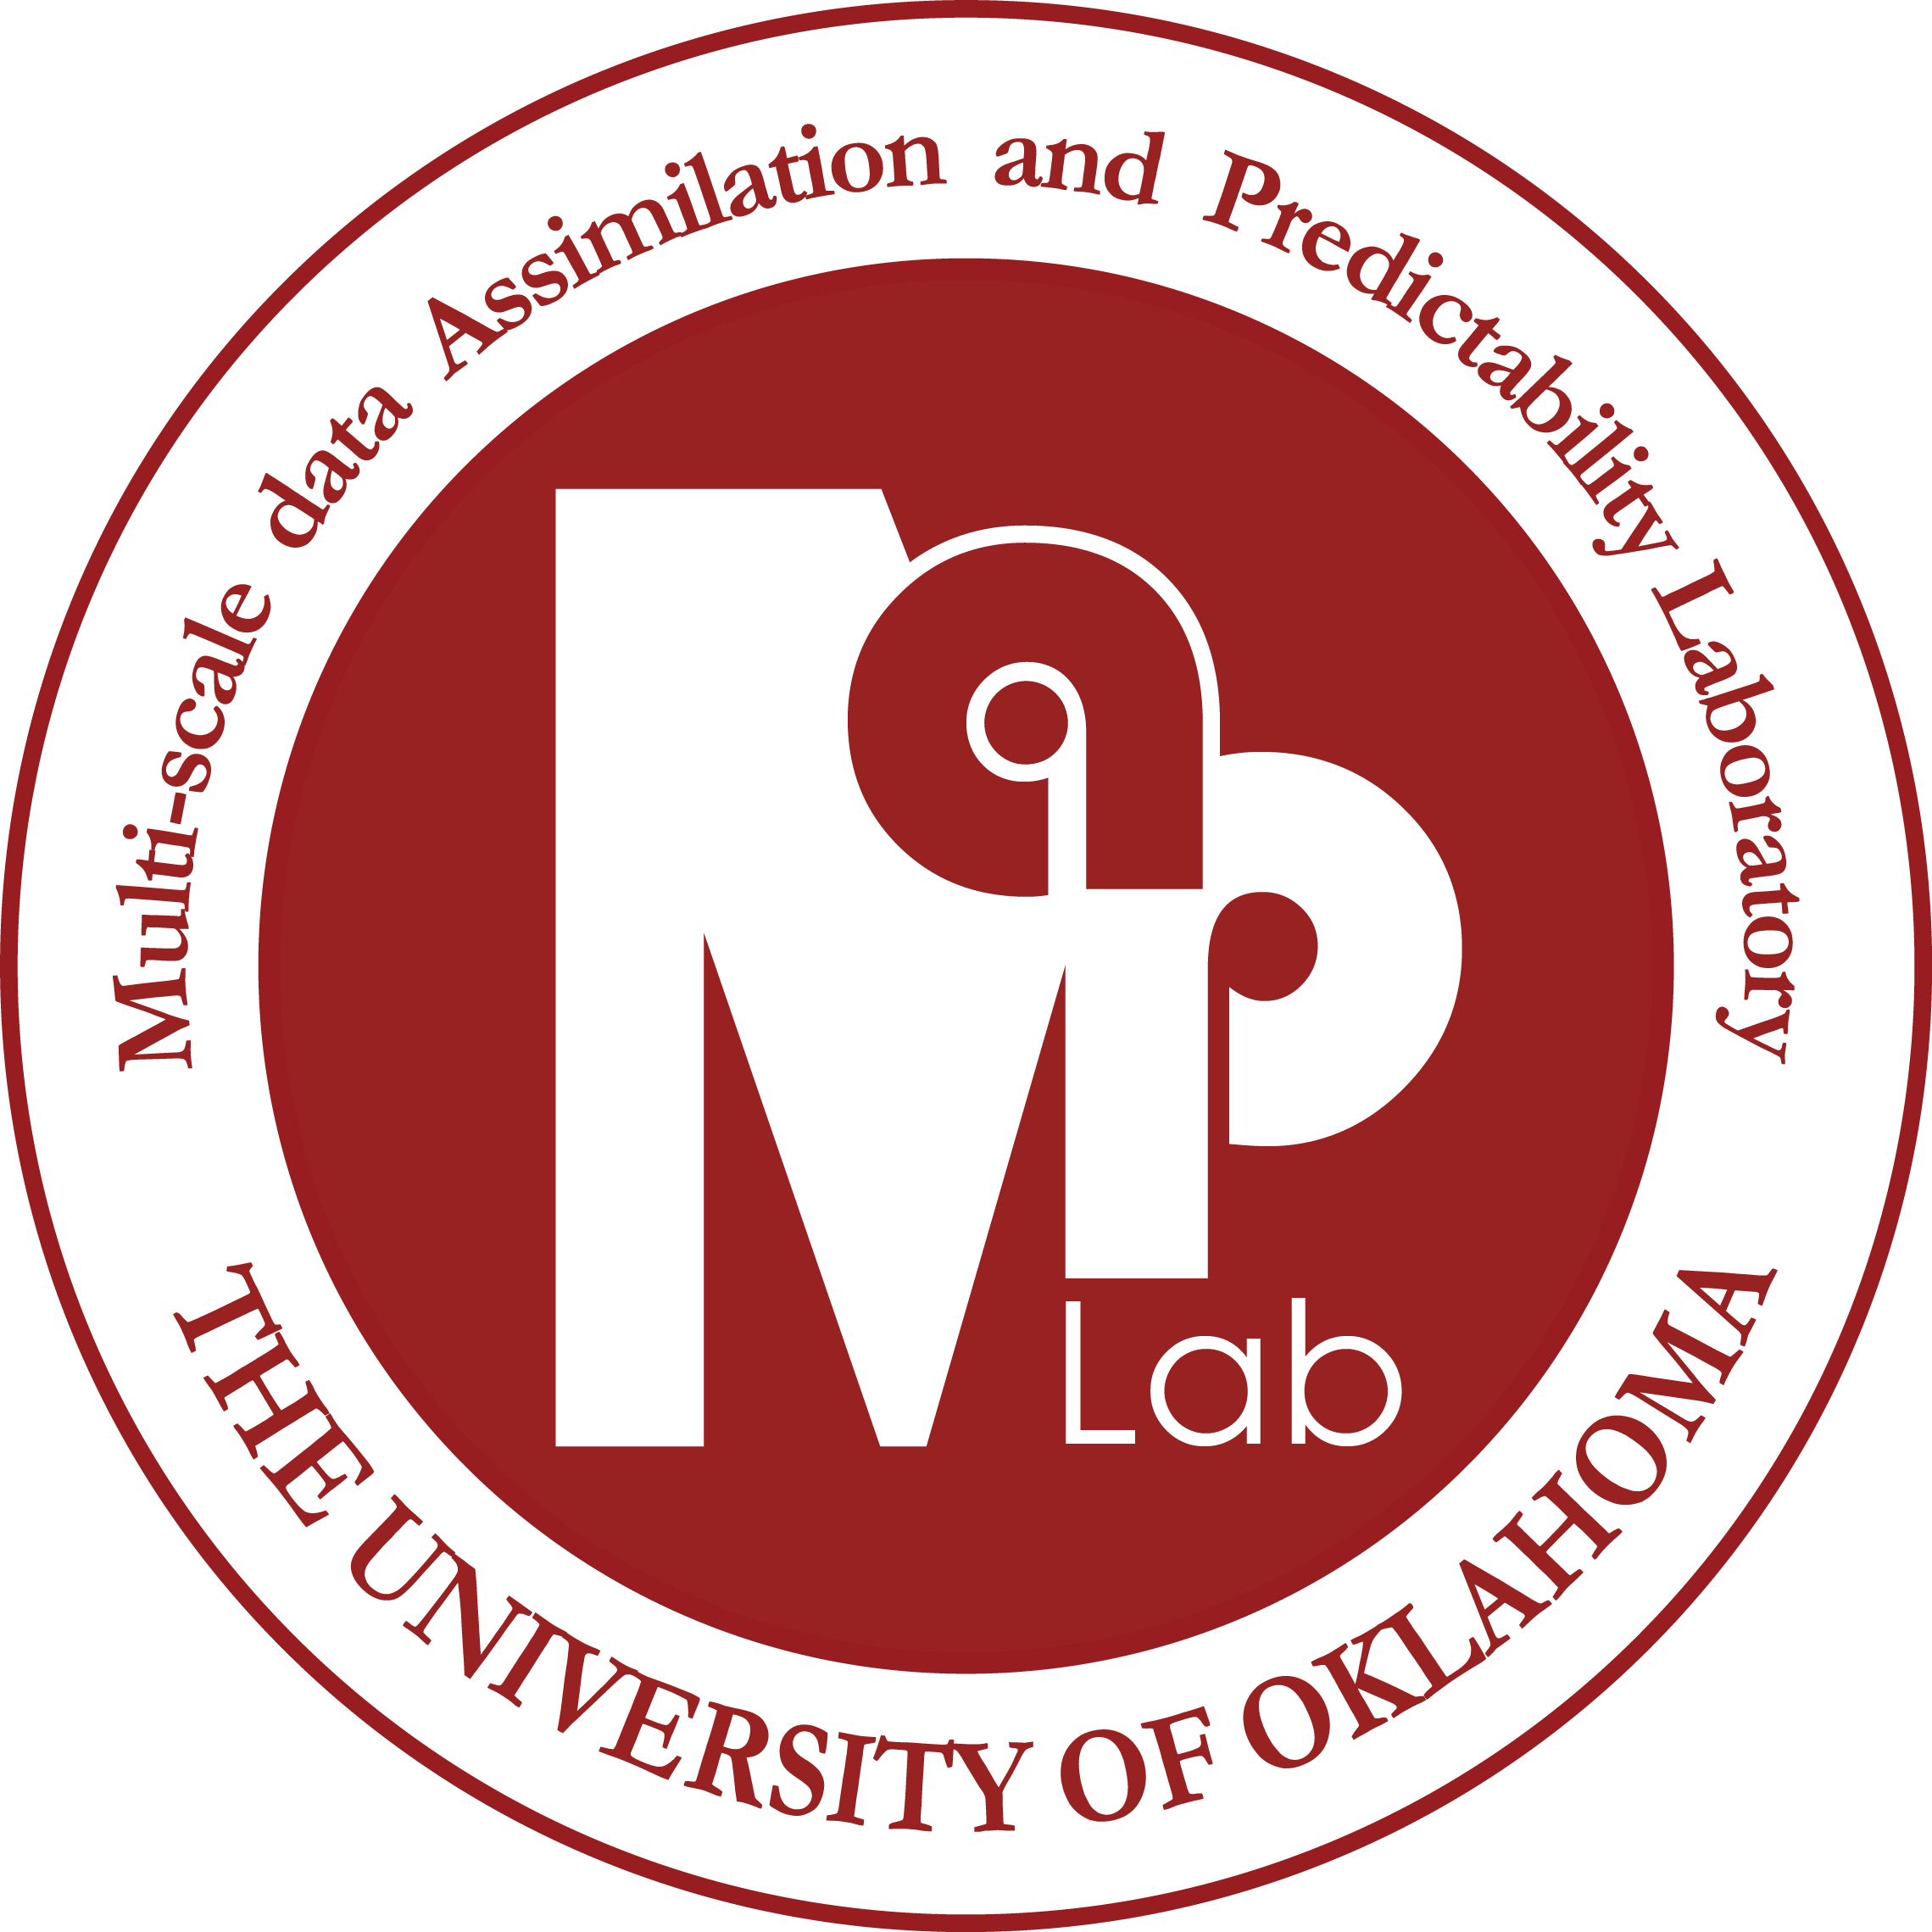 Multi-scale data Assimilation and Predictability Laboratory
MaP
Lab
THE UNIVERSITY OF OKLAHOMA